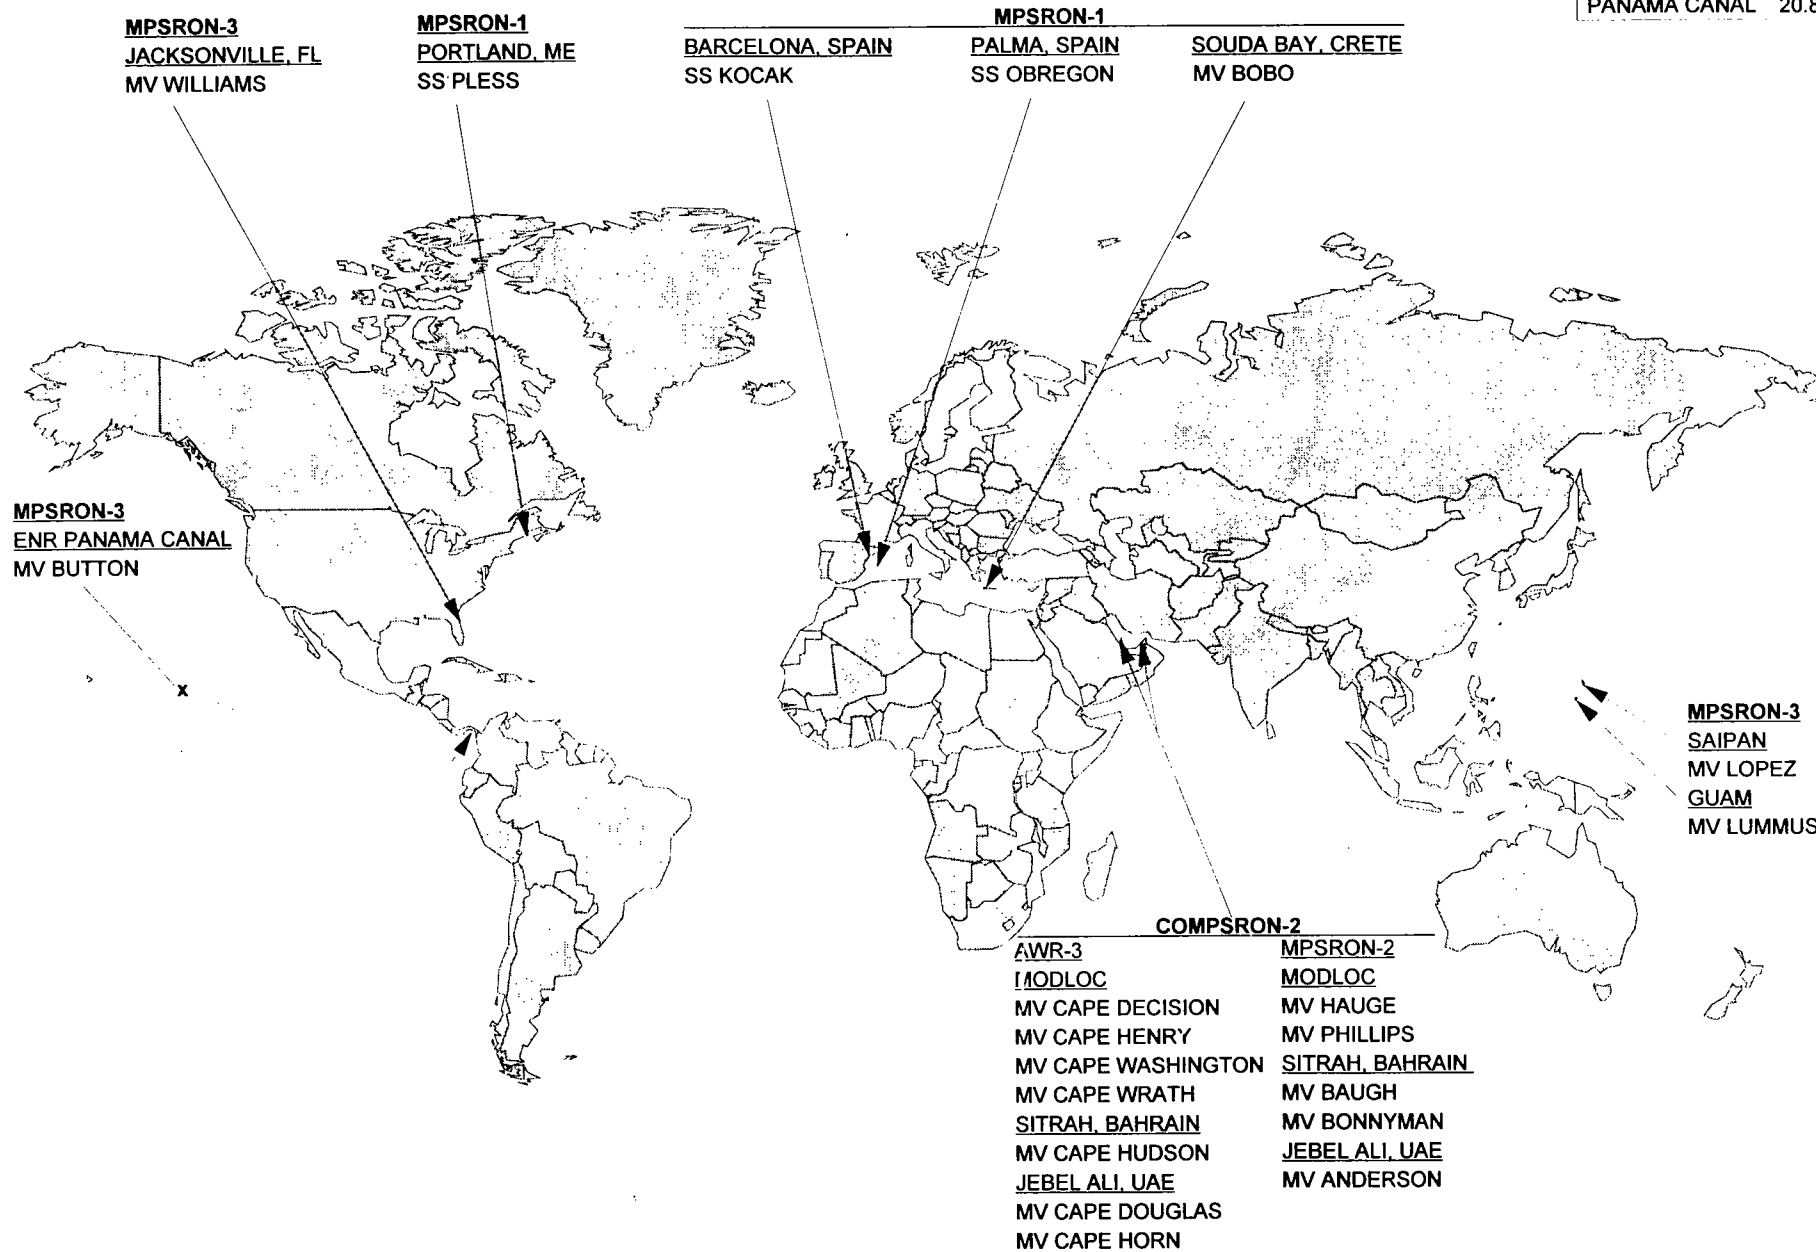 PANAMA CANAL 20.8
MPSRON-3
JACKSONVILLE, FL
MV WILLIAMS
MPSRON-1
PORTLAND, ME
SS PLESS
MPSRON-1
BARCELONA, SPAIN
SS KOCAK
PALMA, SPAIN
SS OBREGON
SOUDA BAY, CRETE
MV BOBO
MPSRON-3
ENR PANAMA CANAL
MV BUTTON
x
MPSRON-3
SAIPAN
MV LOPEZ
GUAM
MV LUMMUS
COMPSRON-2
AWR-3
MODLOC
MV CAPE DECISION
MV CAPE HENRY
MV CAPE WASHINGTON
MV CAPE WRATH
SITRAH, BAHRAIN
MV CAPE HUDSON
JEBEL ALI, UAE
MV CAPE DOUGLAS
MV CAPE HORN
MPSRON-2
MODLOC
MV HAUGE
MV PHILLIPS
SITRAH, BAHRAIN
MV BAUGH
MV BONNYMAN
JEBEL ALI, UAE
MV ANDERSON